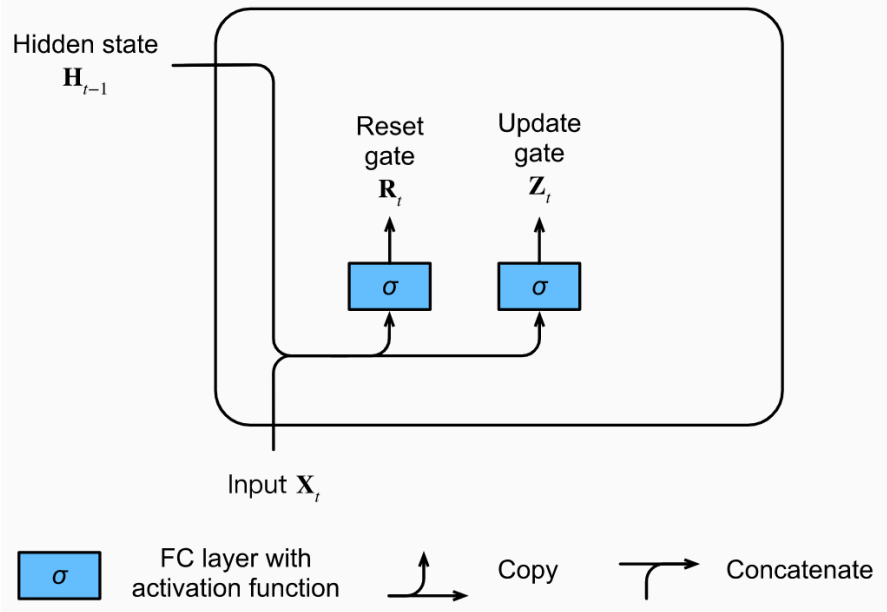 Hidden state
H_{t−1}
Reset
gate
R_t
Update
gate
Z_t
σ
σ
Input X_t
σ
FC layer with
activation function
Copy
Concatenate